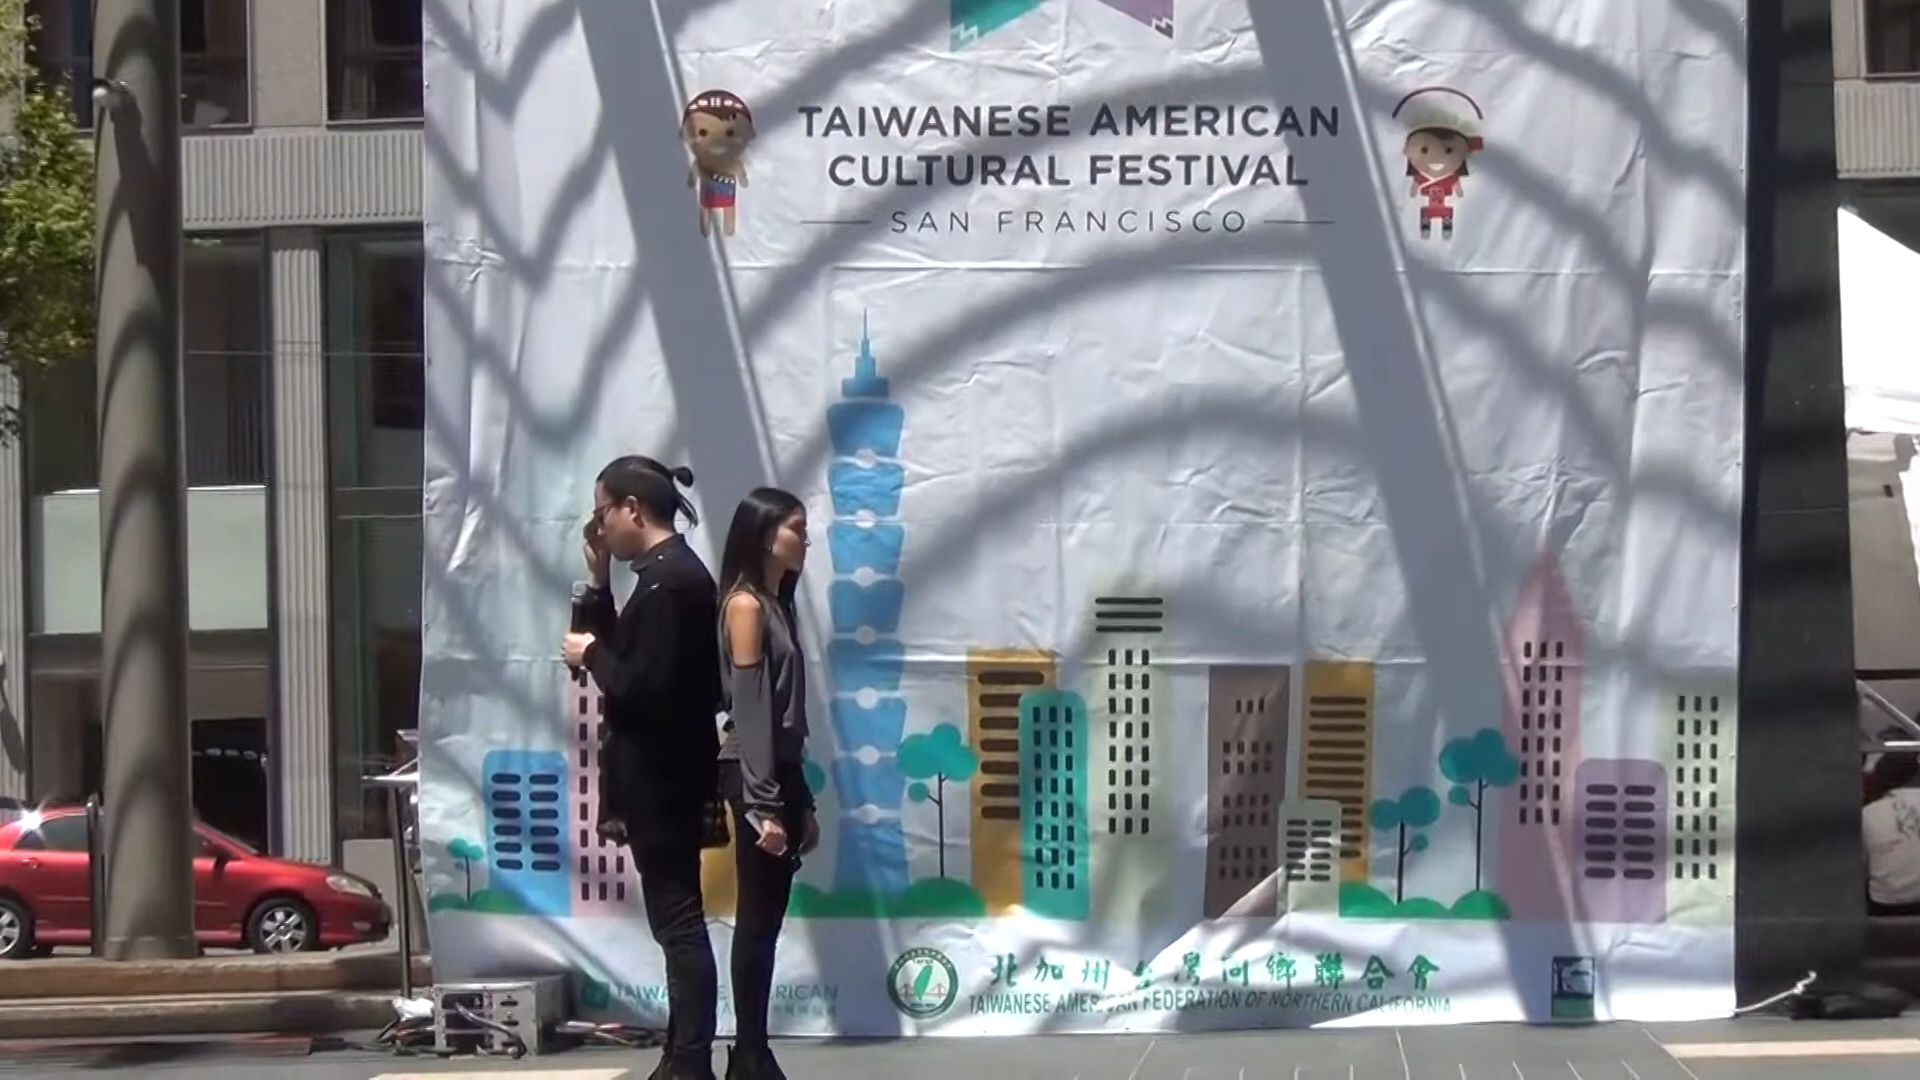 TAIWANESE AMERICAN
CULTURAL FESTIVAL
SAN FRANCISCO
北加州台灣同鄉聯合會
TAIWANESE AMERICAN FEDERATION OF NORTHERN CALIFORNIA